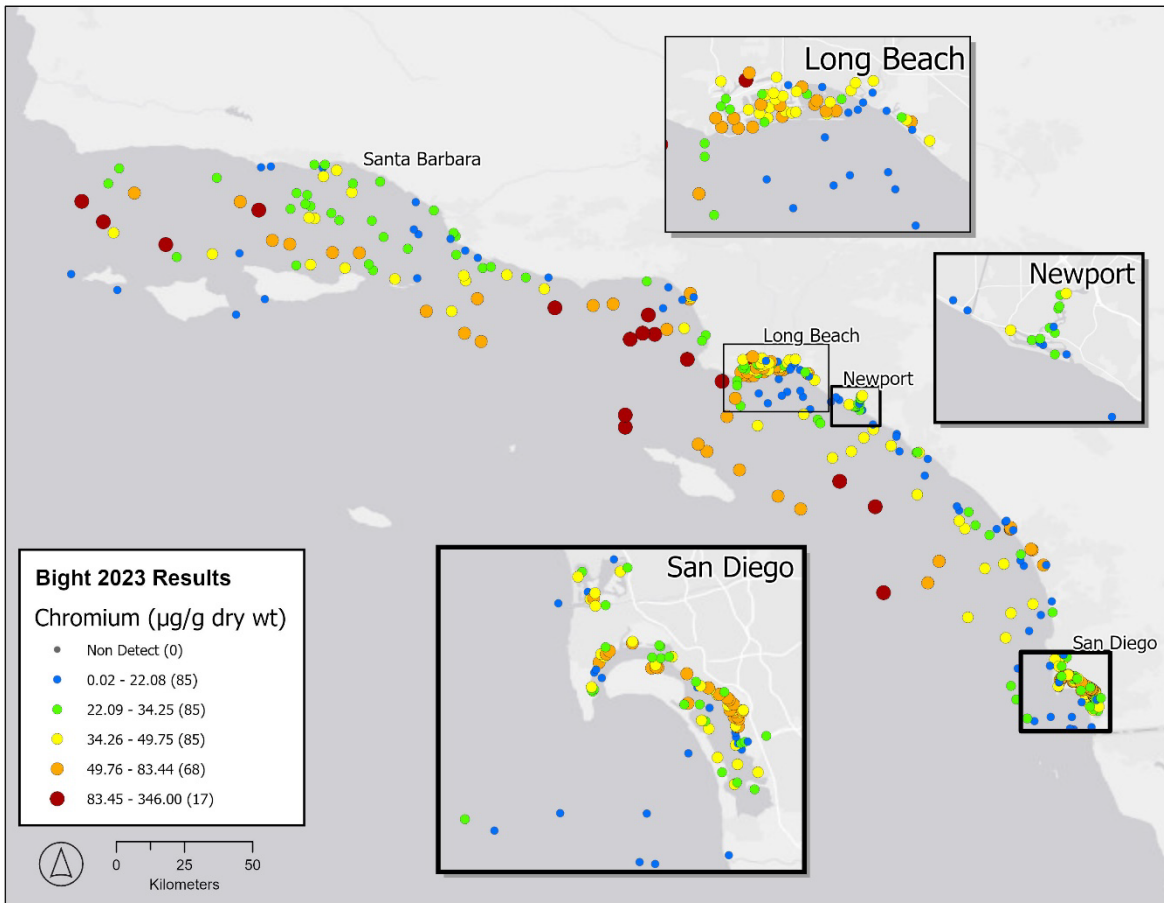 Long Beach
Santa Barbara
Newport
Long Beach
Newport
San Diego
San Diego
Bight 2023 Results
Chromium (µg/g dry wt)
Non Detect (0)
0.02 - 22.08 (85)
22.09 - 34.25 (85)
34.26 - 49.75 (85)
49.76 - 83.44 (68)
83.45 - 346.00 (17)
0 25 50
Kilometers